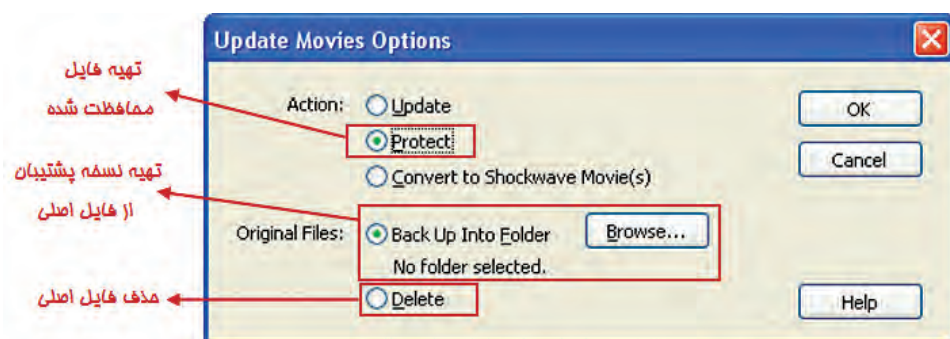 Update Movies Options
تهیه فایل
محافظت شده
Action:
Update
Protect
Convert to Shockwave Movie(s)
OK
Cancel
تهیه نسخه پشتیبان
از فایل اصلی
Original Files:
Back Up Into Folder
Browse...
No folder selected.
حذف فایل اصلی
Delete
Help